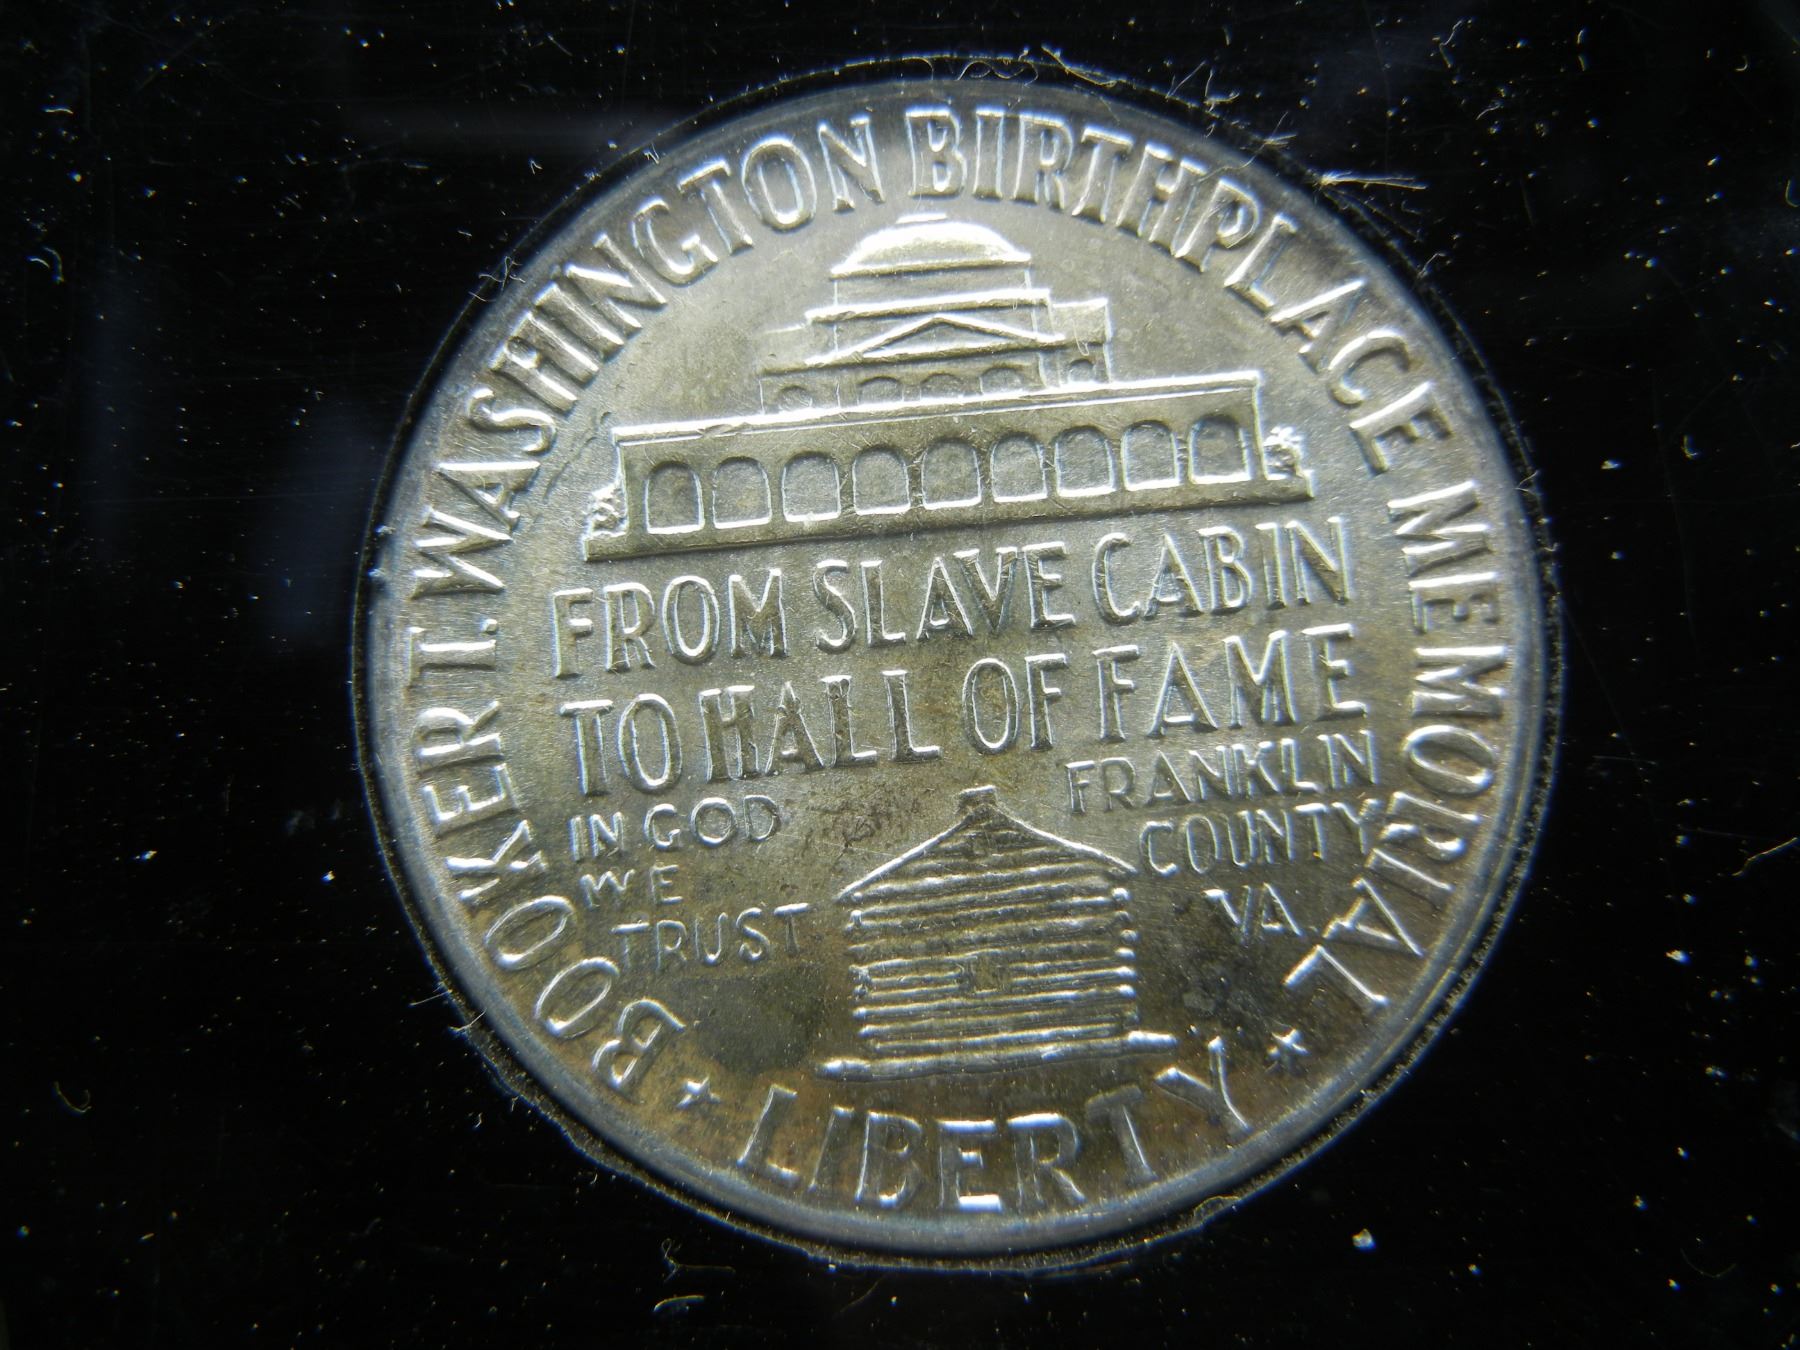 BOOKER T. WASHINGTON BIRTHPLACE MEMORIAL
FROM SLAVE CABIN
TO HALL OF FAME
IN GOD
WE
TRUST
FRANKLIN
COUNTY
VA.
★ LIBERTY ★